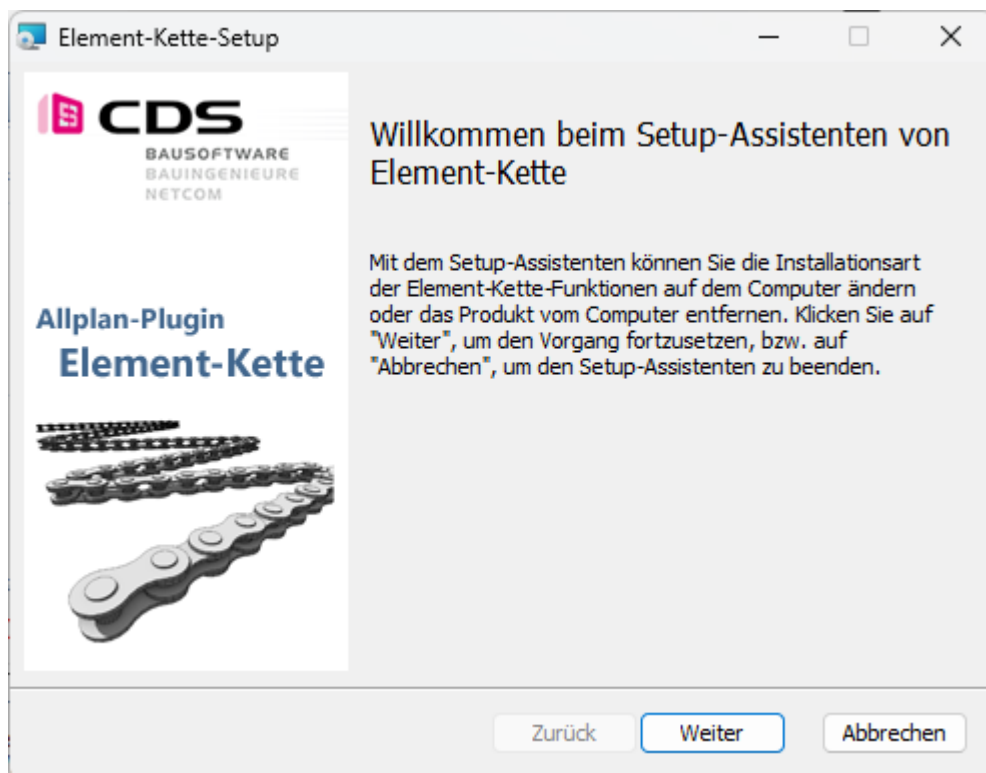 Element-Kette-Setup
CDS
BAUSOFTWARE
BAUINGENIEURE
NETCOM
Allplan-Plugin
Element-Kette
Willkommen beim Setup-Assistenten von
Element-Kette
Mit dem Setup-Assistenten können Sie die Installationsart
der Element-Kette-Funktionen auf dem Computer ändern
oder das Produkt vom Computer entfernen. Klicken Sie auf
"Weiter", um den Vorgang fortzusetzen, bzw. auf
"Abbrechen", um den Setup-Assistenten zu beenden.
Zurück
Weiter
Abbrechen